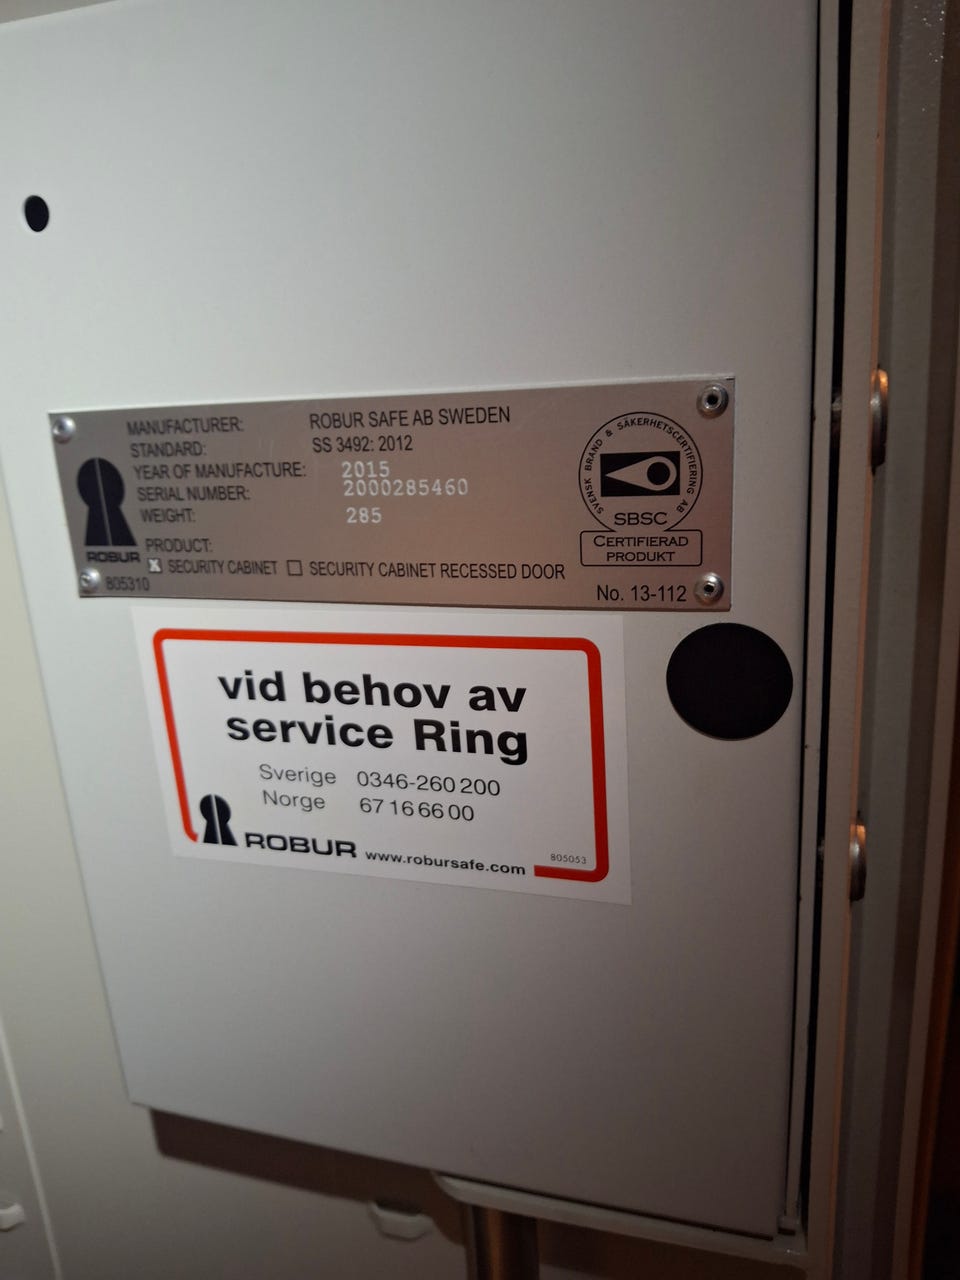 MANUFACTURER: ROBUR SAFE AB SWEDEN
STANDARD: SS 3492: 2012
YEAR OF MANUFACTURE: 2015
SERIAL NUMBER: 2000285460
WEIGHT: 285
PRODUCT:
SECURITY CABINET SECURITY CABINET RECESSED DOOR
ROBUR
805310
SVENSK BRAND & SÄKERHETSCERTIFIERING AB
SBSC
CERTIFIERAD
PRODUKT
No. 13-112
vid behov av
service Ring
Sverige 0346-260 200
Norge 67 16 66 00
ROBUR www.robursafe.com
805053